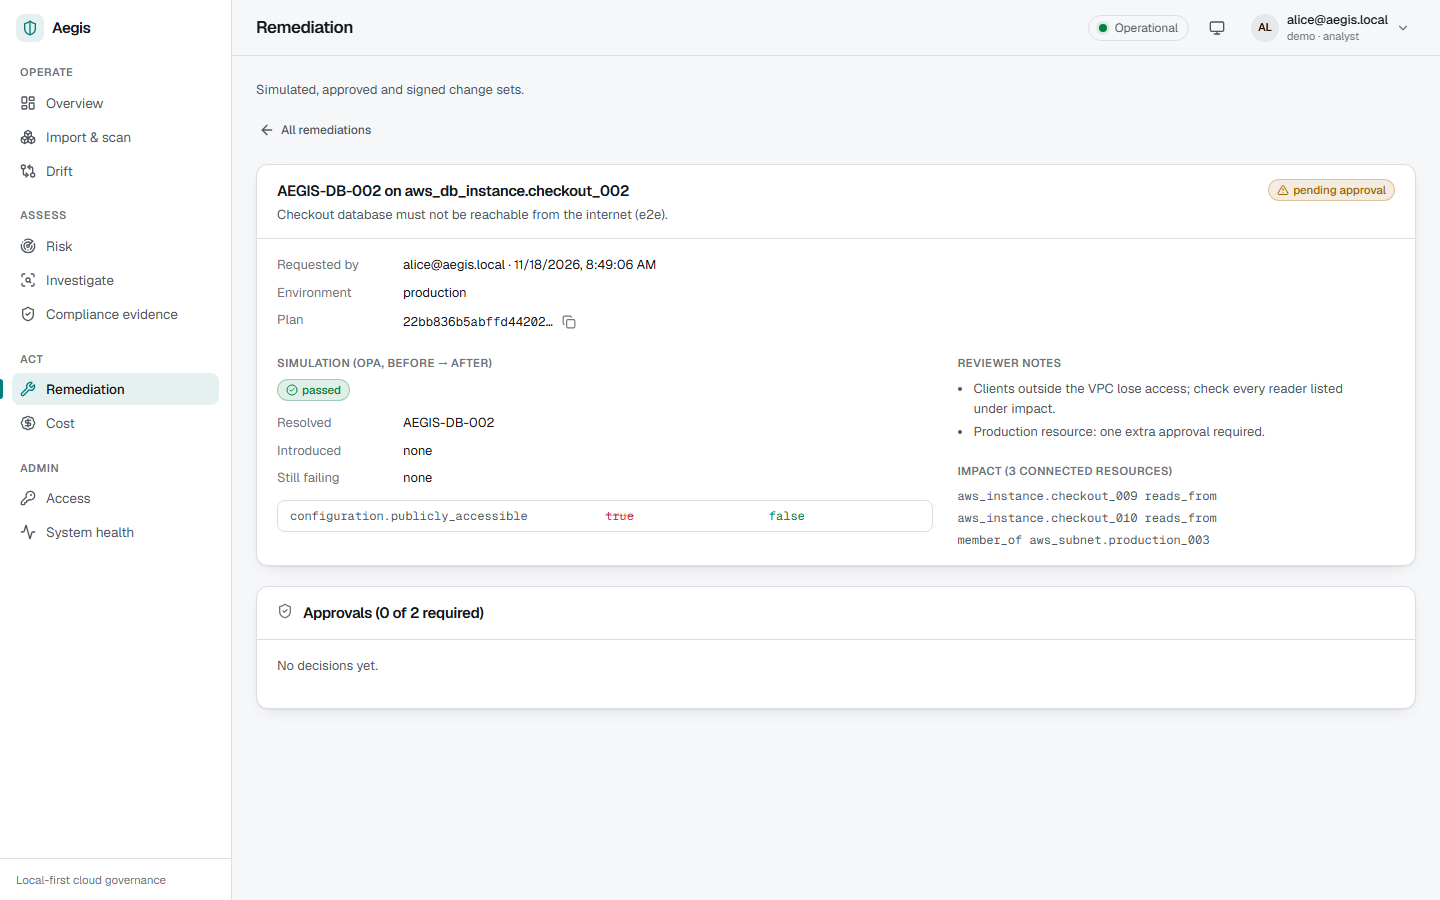 Aegis
OPERATE
Overview
Import & scan
Drift
ASSESS
Risk
Investigate
Compliance evidence
ACT
Remediation
Cost
ADMIN
Access
System health
Local-first cloud governance
Remediation
Operational
AL
alice@aegis.local
demo · analyst
Simulated, approved and signed change sets.
All remediations
AEGIS-DB-002 on aws_db_instance.checkout_002
pending approval
Checkout database must not be reachable from the internet (e2e).
Requested by alice@aegis.local · 11/18/2026, 8:49:06 AM
Environment production
Plan 22bb836b5abffd44202…
SIMULATION (OPA, BEFORE → AFTER)
passed
Resolved AEGIS-DB-002
Introduced none
Still failing none
configuration.publicly_accessible true false
REVIEWER NOTES
• Clients outside the VPC lose access; check every reader listed
under impact.
• Production resource: one extra approval required.
IMPACT (3 CONNECTED RESOURCES)
aws_instance.checkout_009 reads_from
aws_instance.checkout_010 reads_from
member_of aws_subnet.production_003
Approvals (0 of 2 required)
No decisions yet.